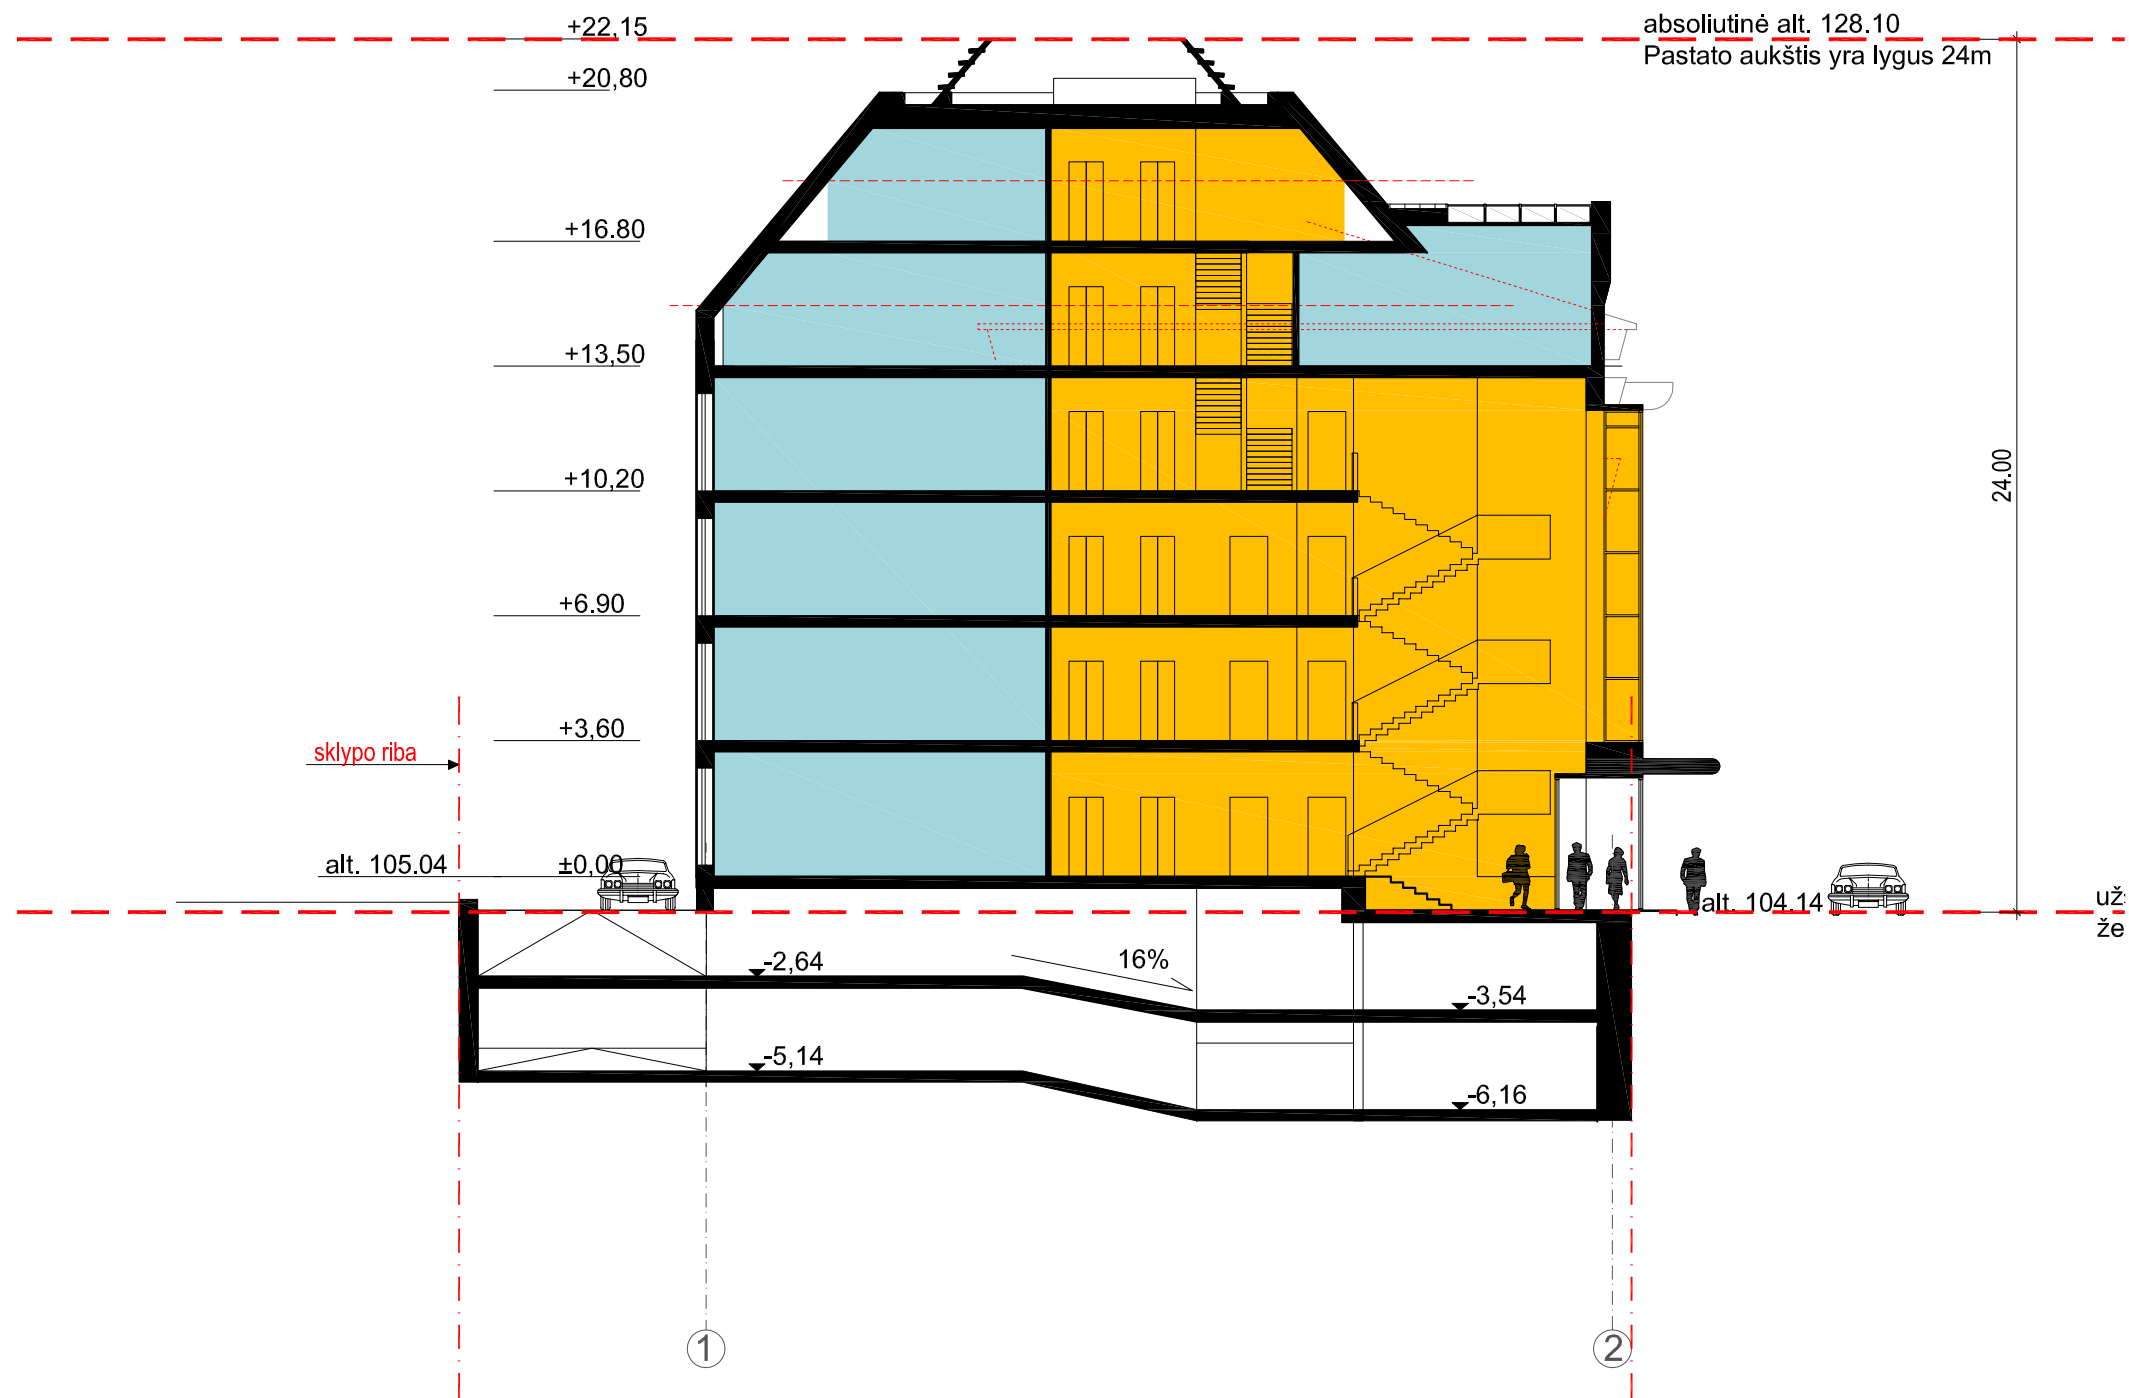 +22,15
absoliutinė alt. 128.10
Pastato aukštis yra lygus 24m
+20,80
+16.80
+13,50
24.00
+10,20
+6.90
+3,60
sklypo riba
alt. 105.04
±0,00
alt. 104.14
už
že
-2,64
16%
-3,54
-5,14
-6,16
1
2